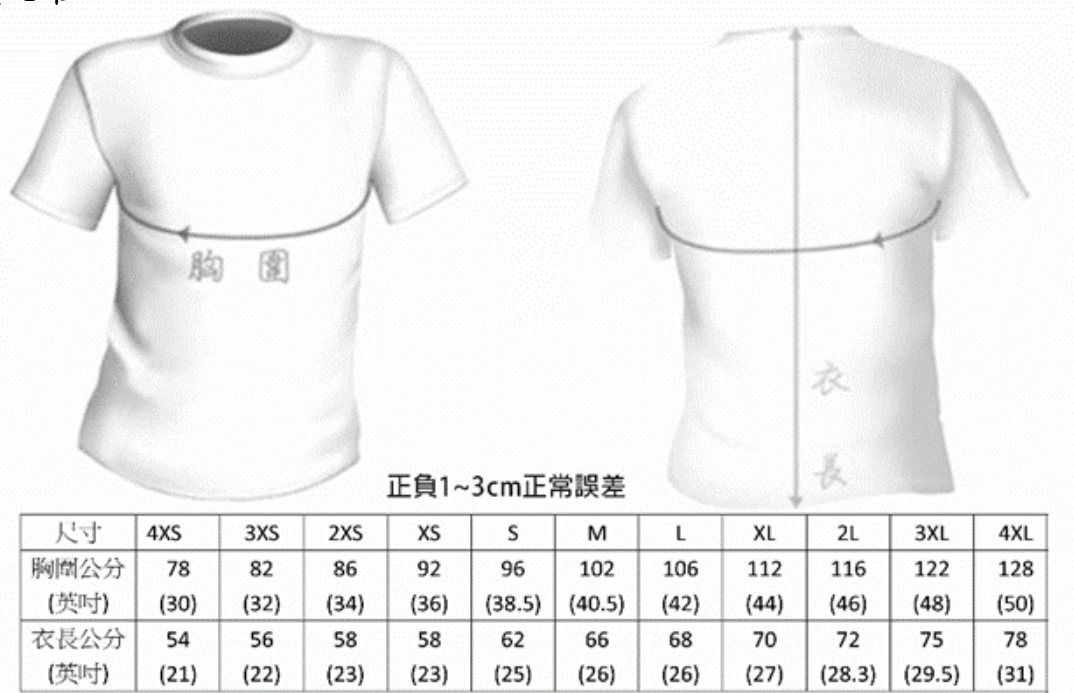 胸 圍
衣
長
正負1~3cm正常誤差
尺寸 4XS 3XS 2XS XS S M L XL 2L 3XL 4XL
胸圍公分 78 82 86 92 96 102 106 112 116 122 128
(英吋) (30) (32) (34) (36) (38.5) (40.5) (42) (44) (46) (48) (50)
衣長公分 54 56 58 58 62 66 68 70 72 75 78
(英吋) (21) (22) (23) (23) (25) (26) (26) (27) (28.3) (29.5) (31)